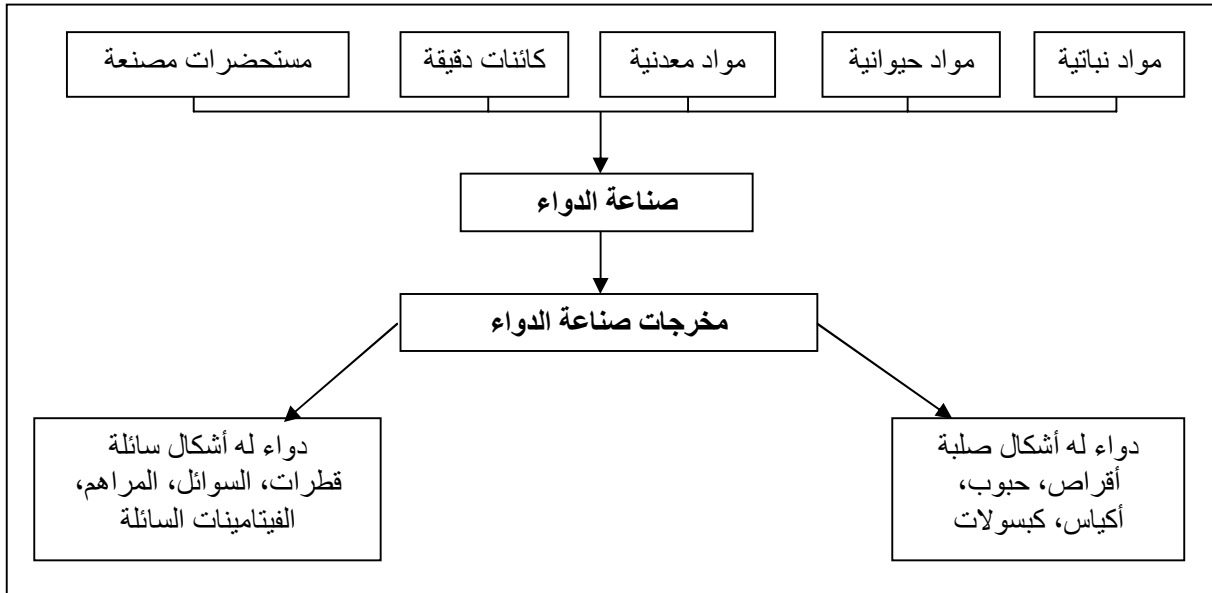 مواد نباتية
مواد حيوانية
مواد معدنية
كائنات دقيقة
مستحضرات مصنعة
صناعة الدواء
مخرجات صناعة الدواء
دواء له أشكال صلبة
أقراص، حبوب،
أكياس، كبسولات
دواء له أشكال سائلة
قطرات، السوائل، المراهم،
الفيتامينات السائلة